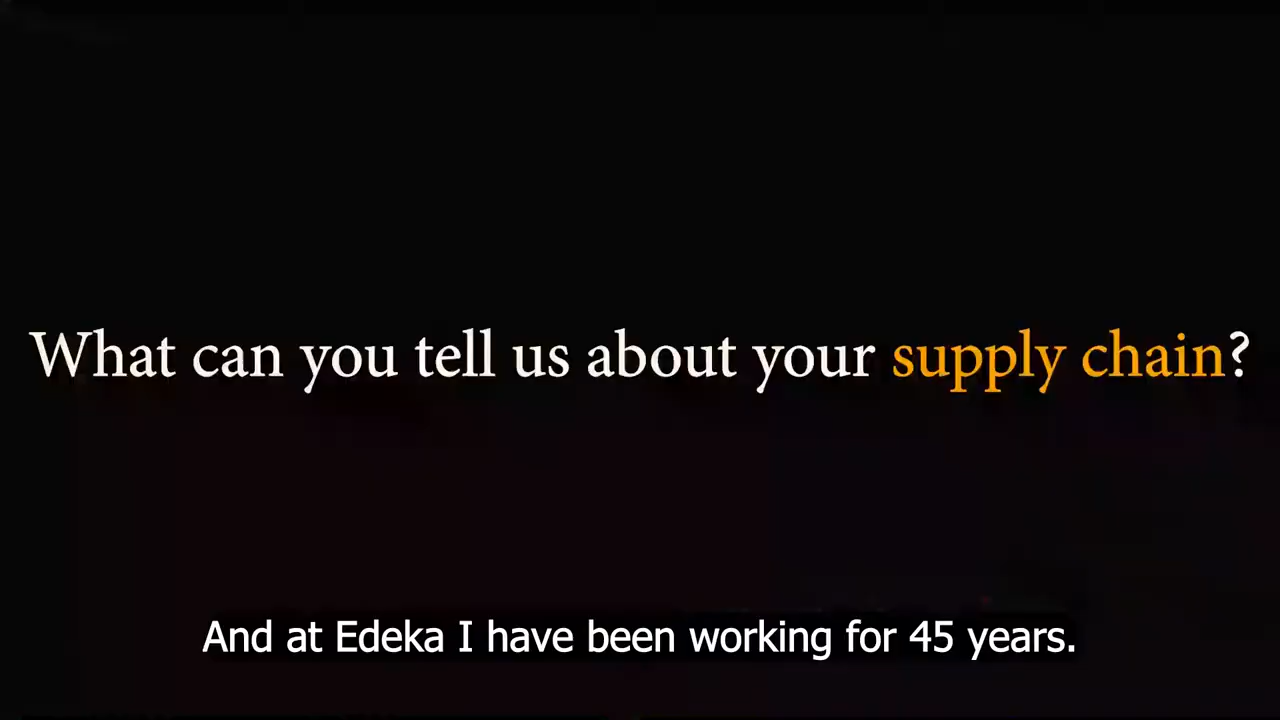 What can you tell us about your supply chain?
And at Edeka I have been working for 45 years.